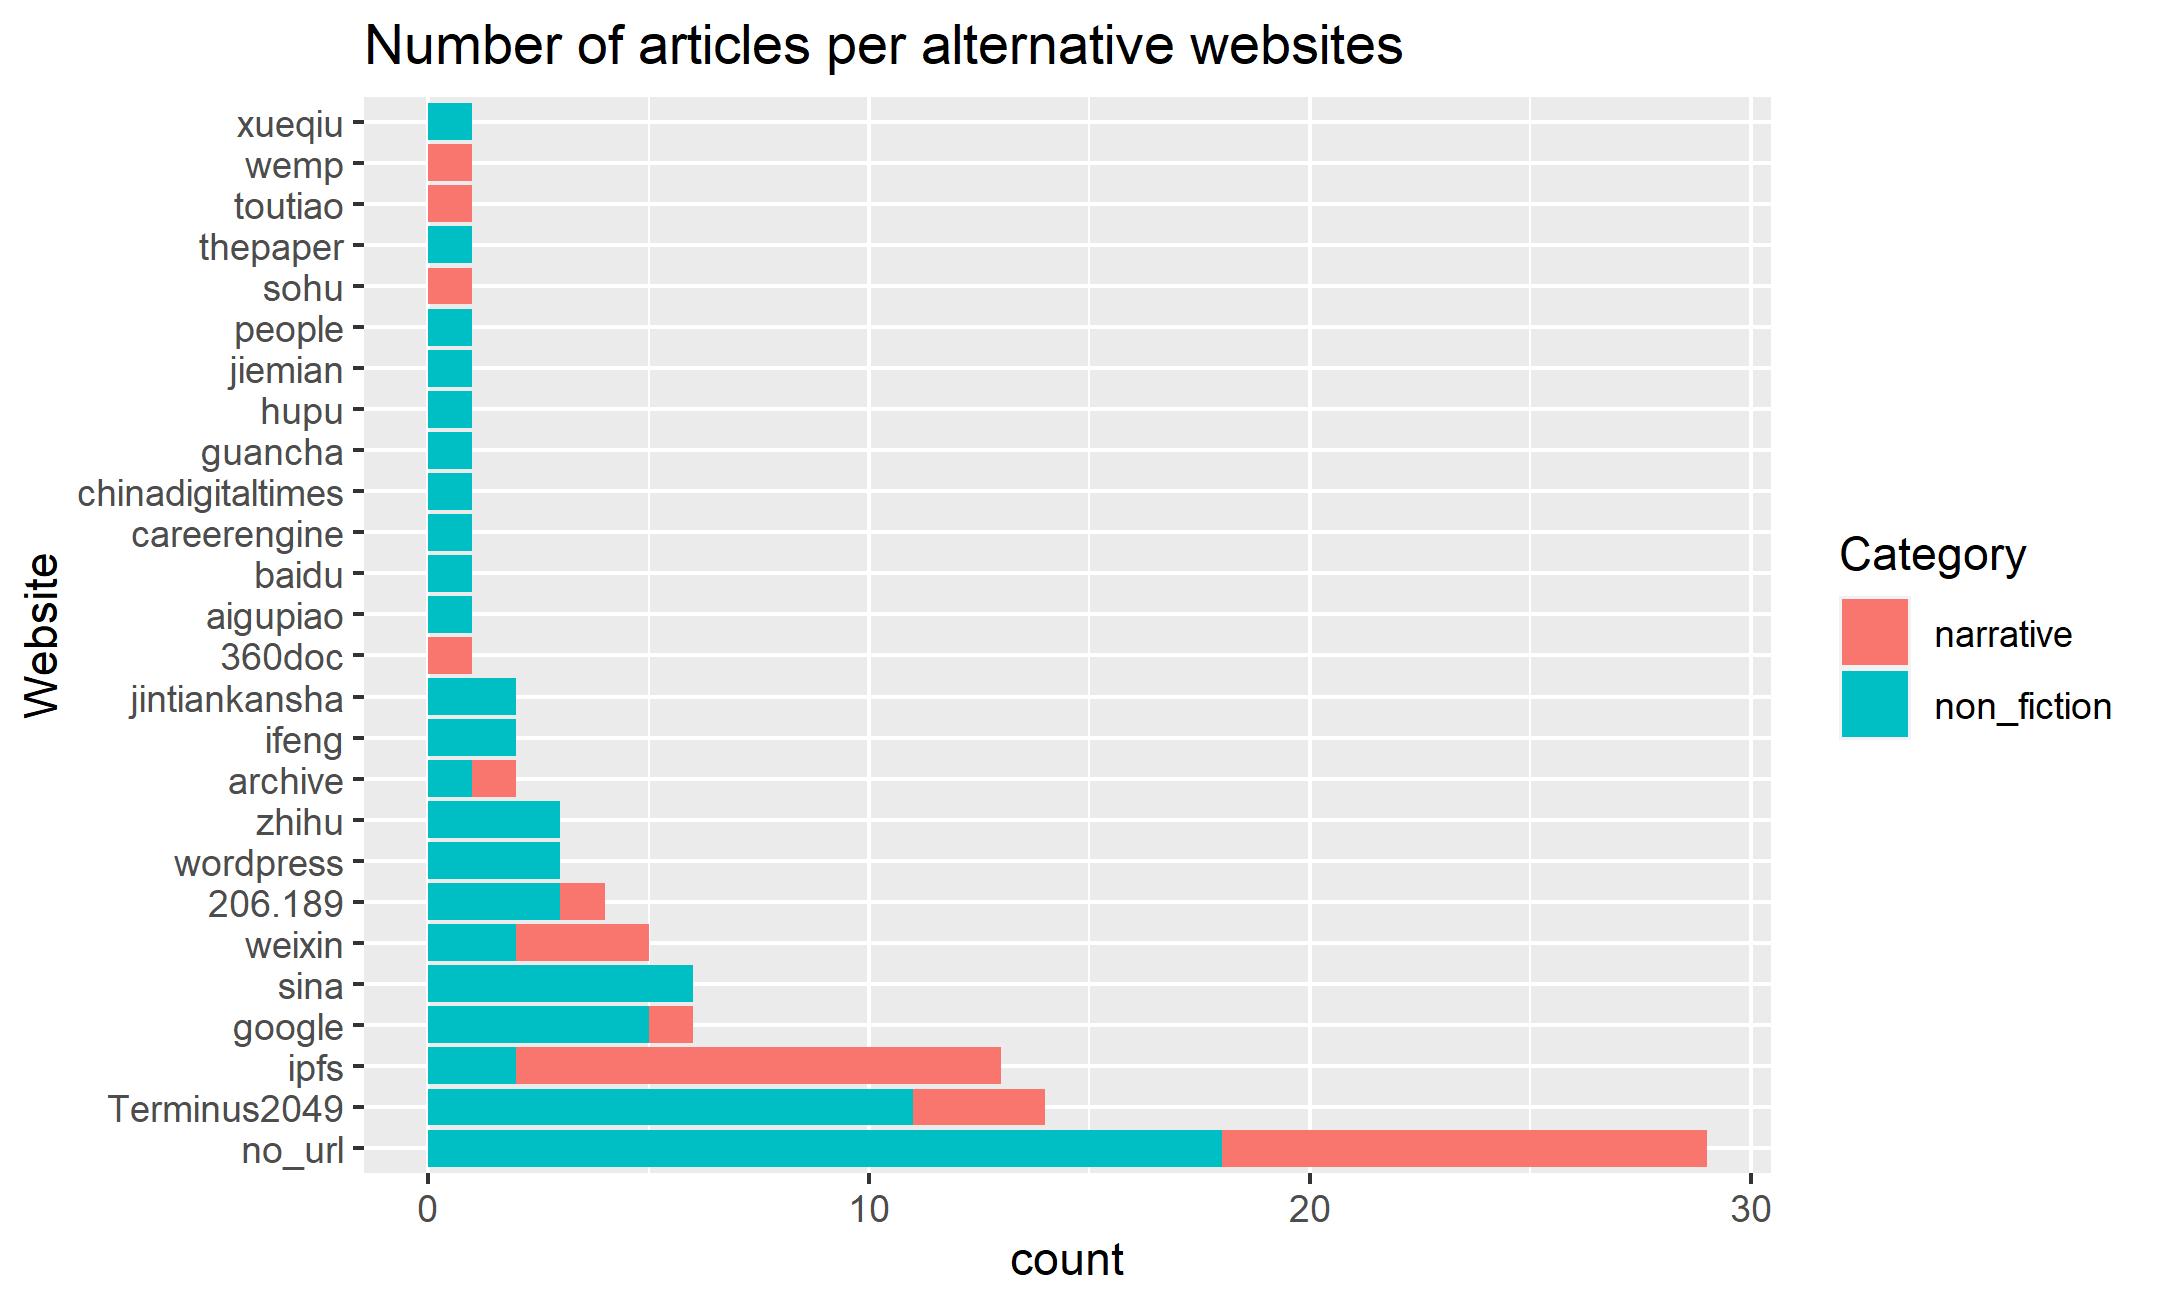 Number of articles per alternative websites
xueqiu
wemp
toutiao
thepaper
sohu
people
jiemian
hupu
guancha
chinadigitaltimes
careerengine
baidu
aigupiao
360doc
jintiankansha
ifeng
archive
zhihu
wordpress
206.189
weixin
sina
google
ipfs
Terminus2049
no_url
Website
0 10 20 30
count
Category
narrative
non_fiction